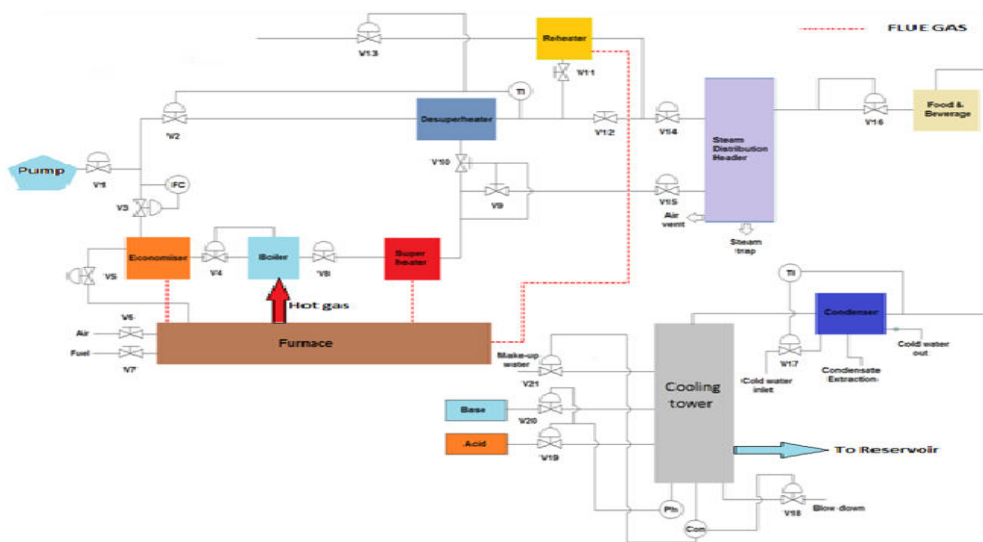 FLUE GAS
Reheater
V13
V11
TI
V2
Desuperheater
V12
V14
Steam
Distribution
Header
V16
Food &
Bewerage
Pump
V1
V10
FC
V3
V9
V15
Air
vent
Steam
trap
Economiser
V4
Boiler
V8
Super
heater
V5
Hot gas
TI
V6
Air
Furnace
Fuel
V7
Condenser
Cold water
out
Make-up
water
V21
V17
Cold water
inlet
Condensate
Extraction
Cooling
tower
Base
V20
Acid
V19
To Reservoir
Con
V18
Blow down